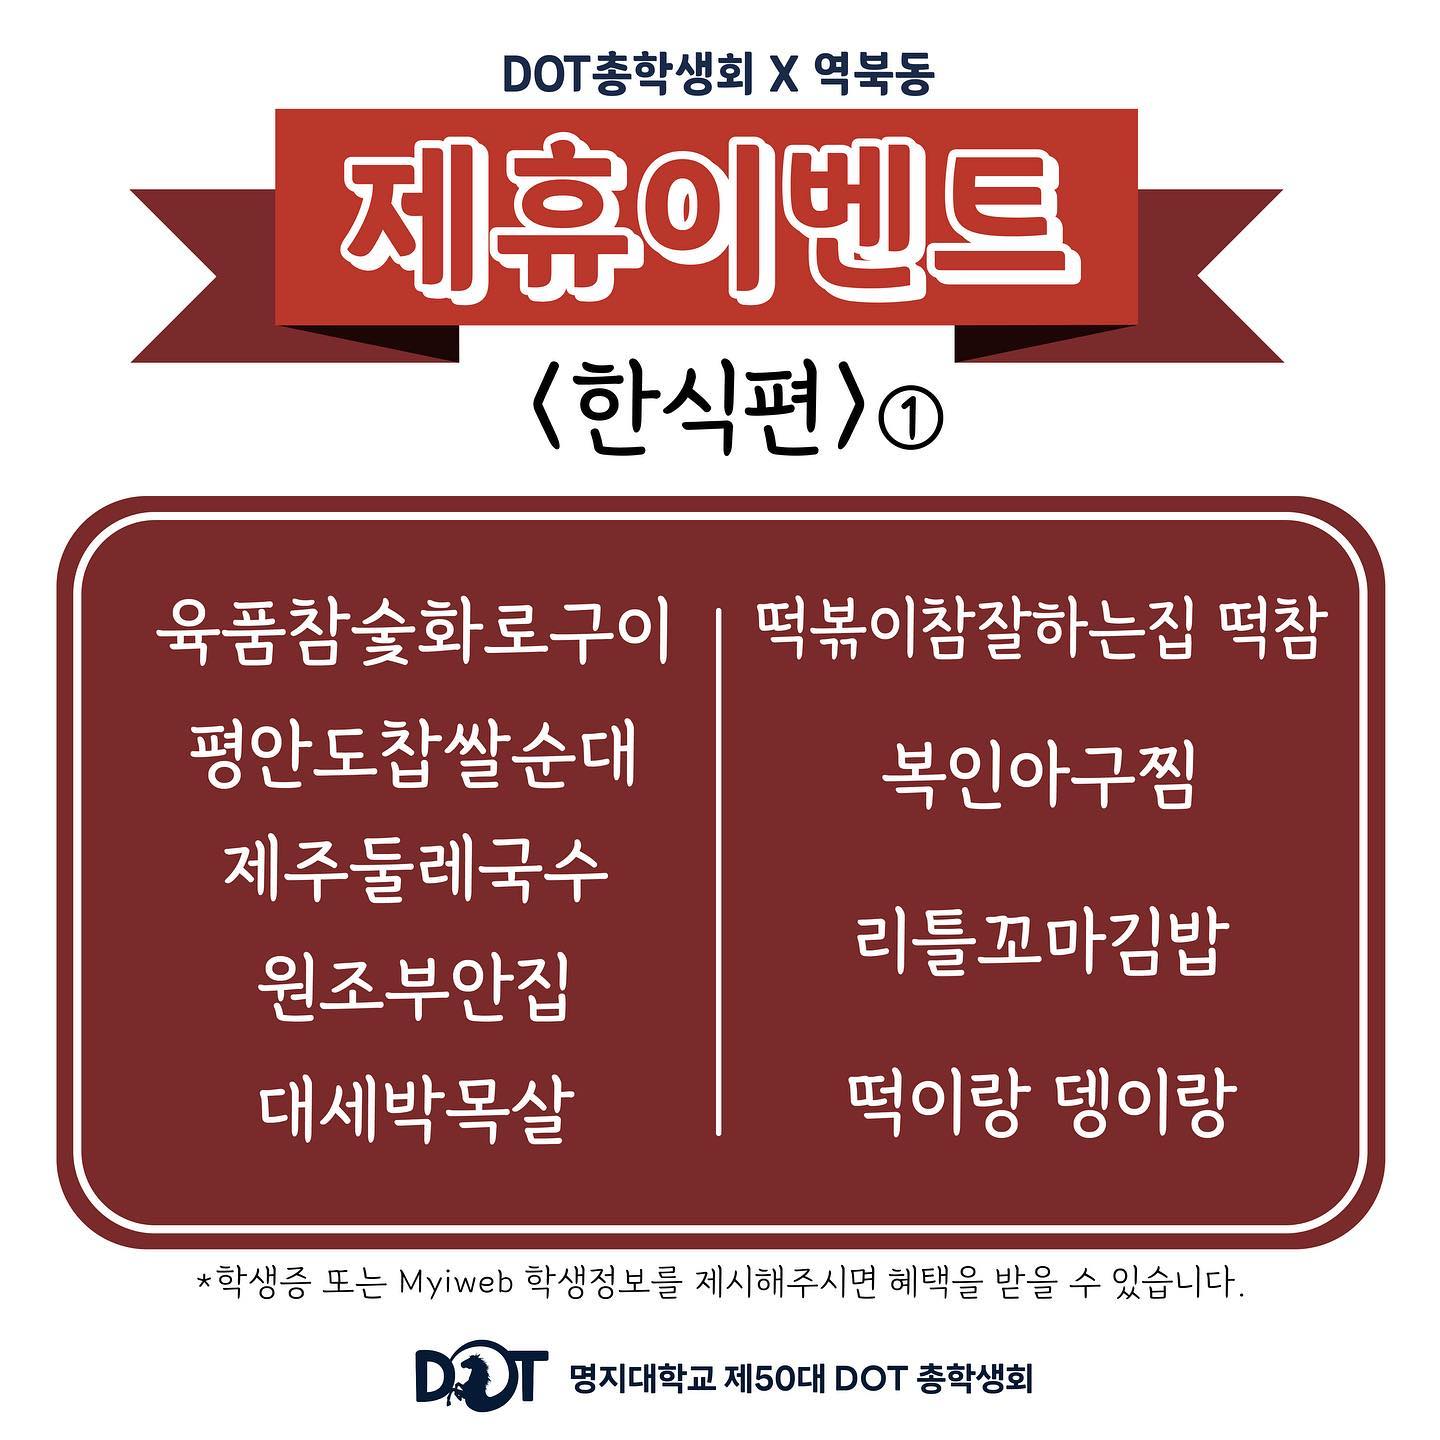 DOT총학생회 X 역북동
제휴이벤트
<한식편>①
육품참숯화로구이
평안도찹쌀순대
제주둘레국수
원조부안집
대세박목살
떡볶이참잘하는집 떡참
복인아구찜
리틀꼬마김밥
떡이랑 뎅이랑
*학생증 또는 Myiweb 학생정보를 제시해주시면 혜택을 받을 수 있습니다.
DOT 명지대학교 제50대 DOT 총학생회